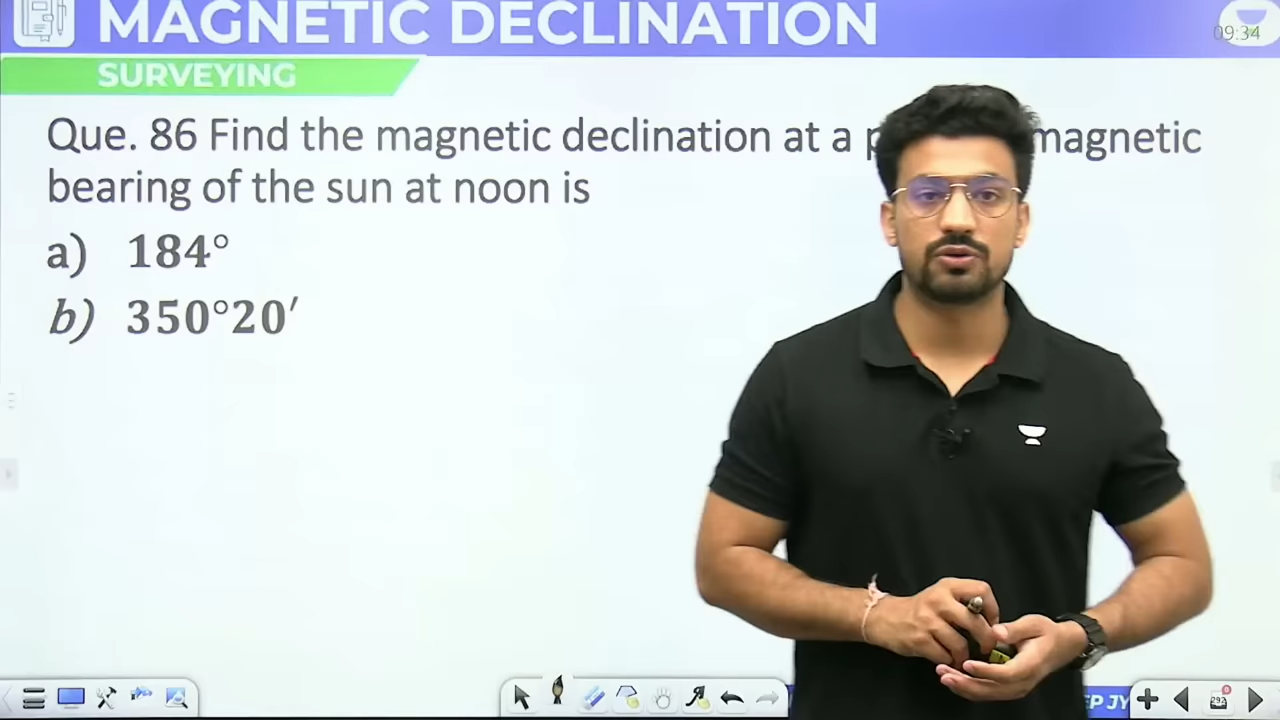 MAGNETIC DECLINATION
09:34
SURVEYING
Que. 86 Find the magnetic declination at a magnetic
bearing of the sun at noon is
a) 184°
b) 350°20′